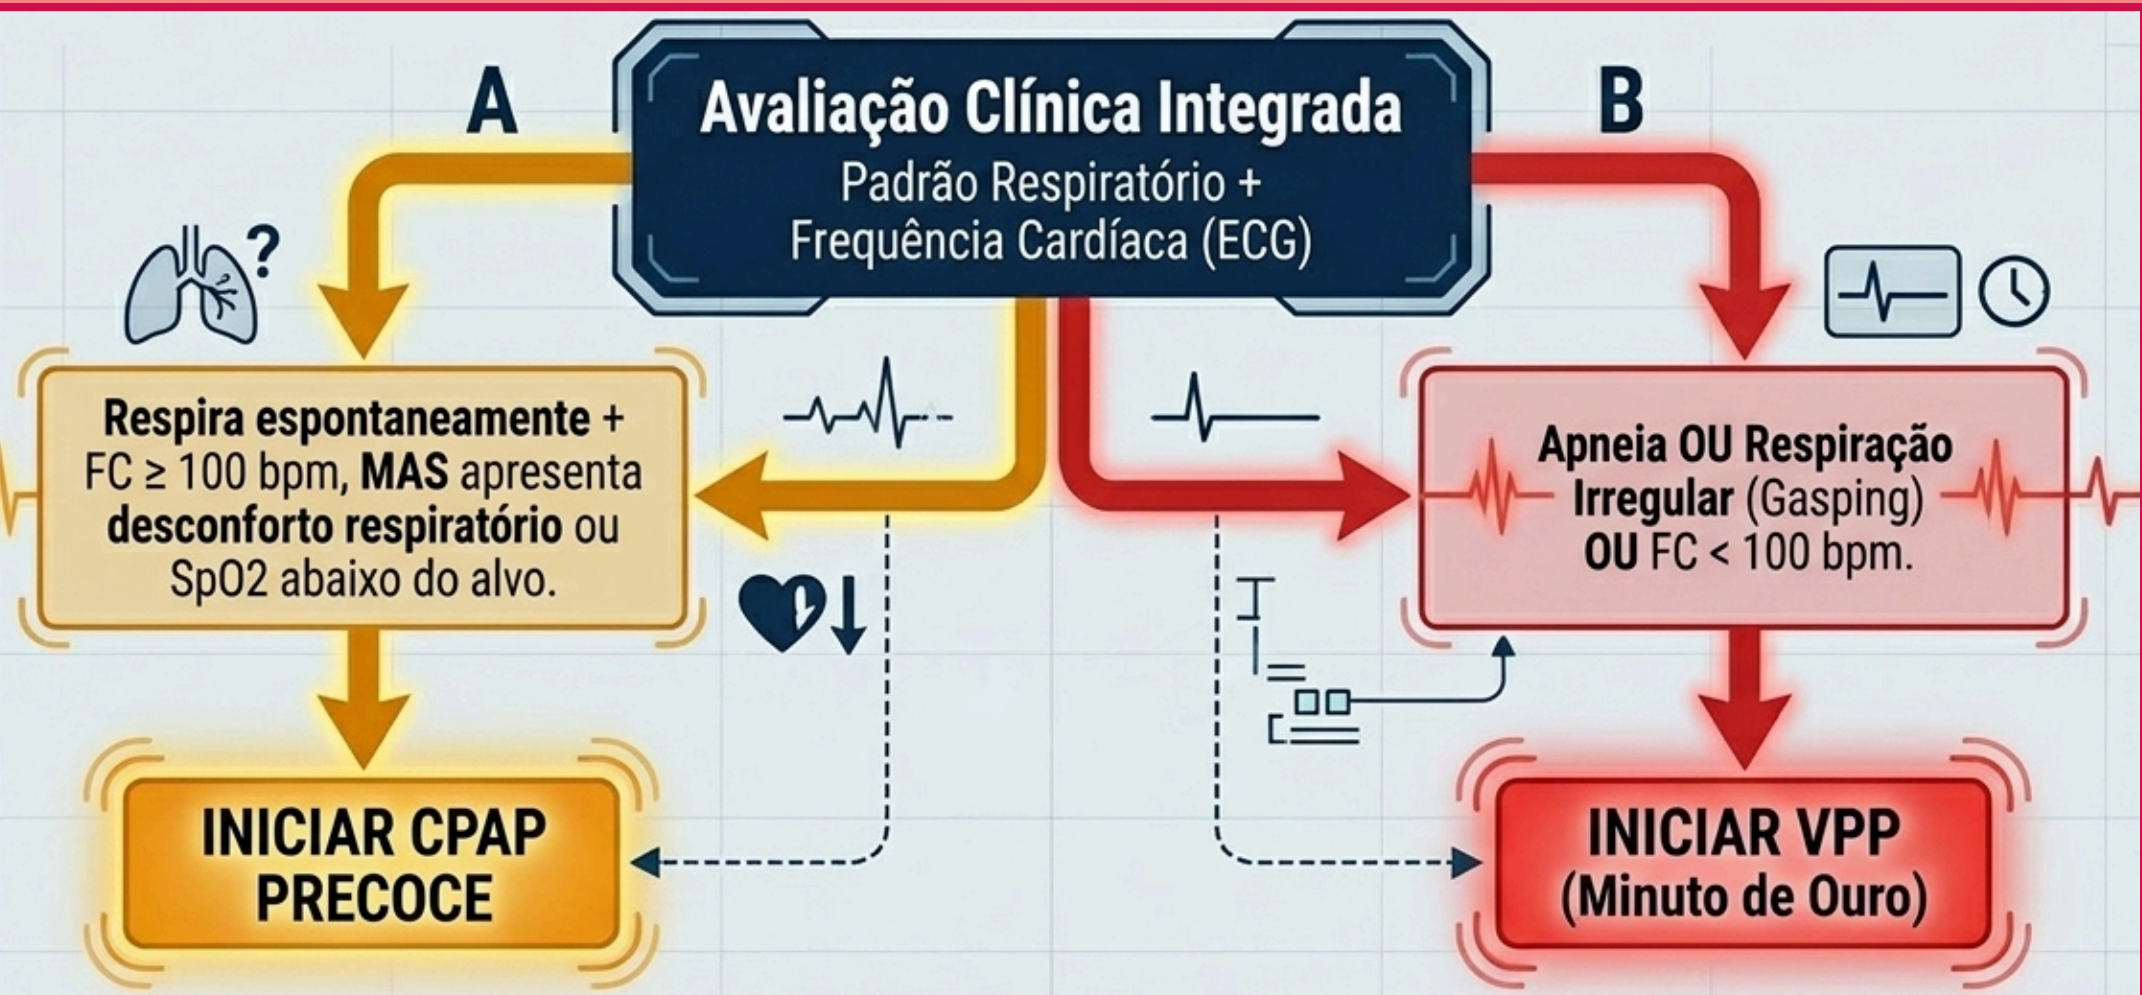 A
B
Avaliação Clínica Integrada
Padrão Respiratório +
Frequência Cardíaca (ECG)
?
Respira espontaneamente +
FC ≥ 100 bpm, MAS apresenta
desconforto respiratório ou
SpO2 abaixo do alvo.
Apneia OU Respiração
Irregular (Gasping)
OU FC < 100 bpm.
INICIAR CPAP
PRECOCE
INICIAR VPP
(Minuto de Ouro)